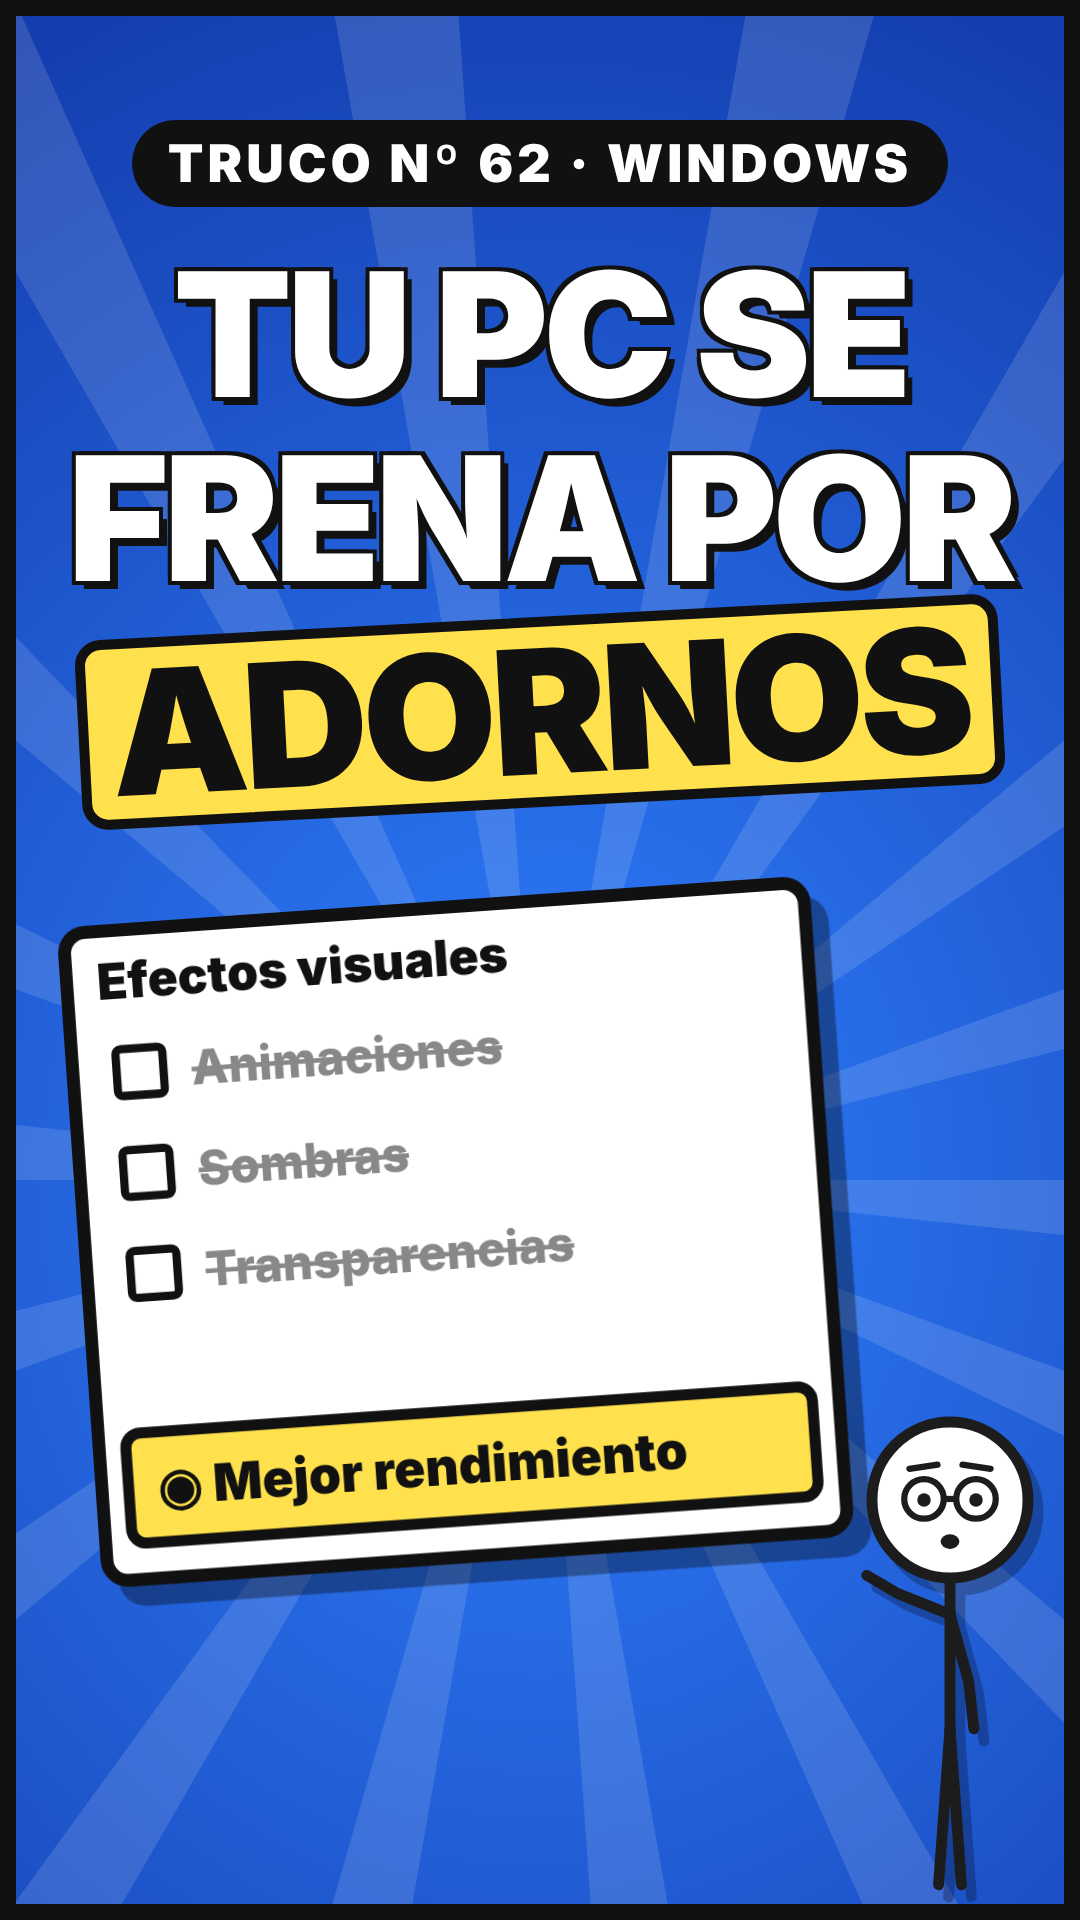 TRUCO Nº 62 · WINDOWS
TU PC SE
FRENA POR
ADORNOS
Efectos visuales
Animaciones
Sombras
Transparencias
◉ Mejor rendimiento